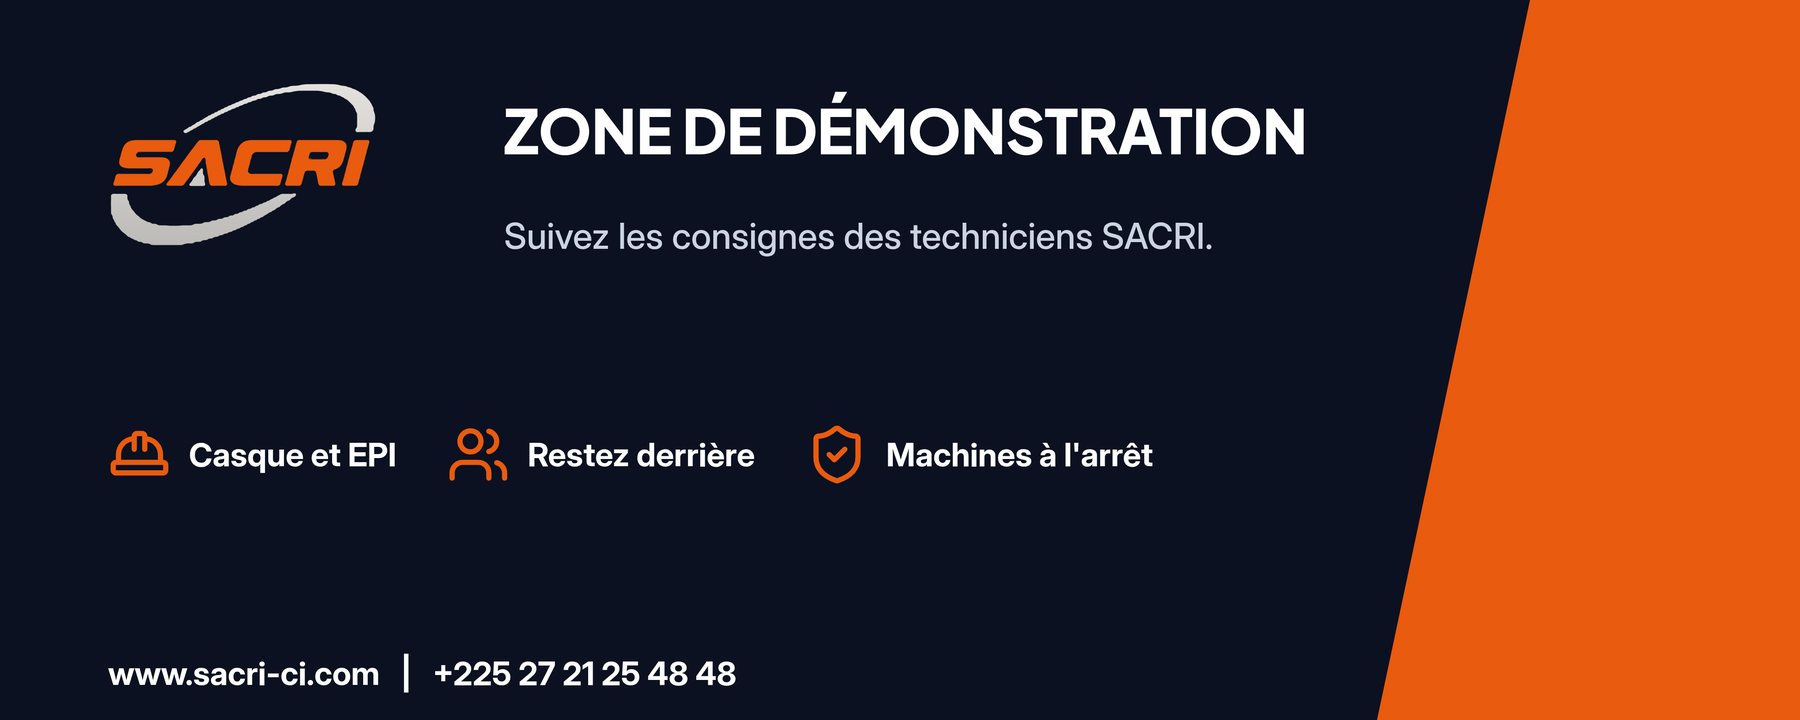 SACRI
ZONE DE DÉMONSTRATION
Suivez les consignes des techniciens SACRI.
Casque et EPI
Restez derrière
Machines à l'arrêt
www.sacri-ci.com | +225 27 21 25 48 48